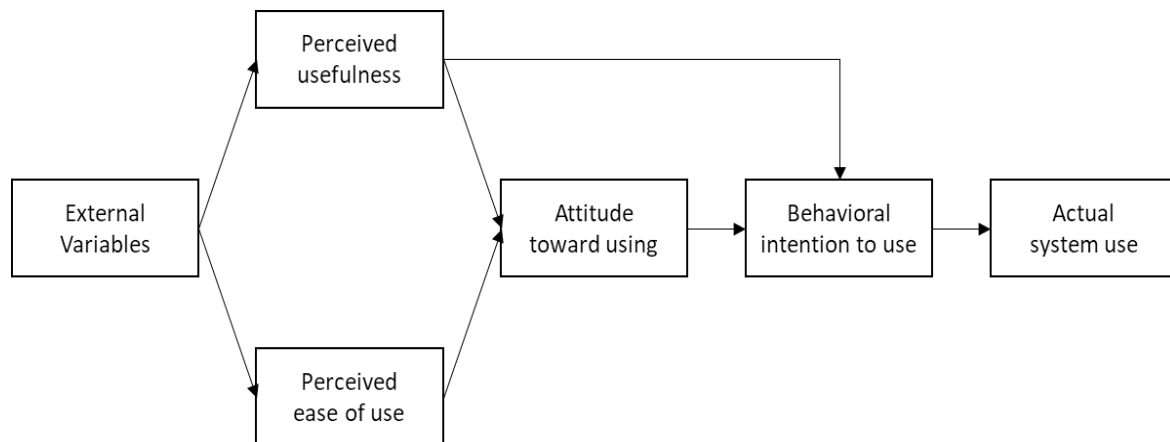 Perceived
usefulness
External
Variables
Attitude
toward using
Behavioral
intention to use
Actual
system use
Perceived
ease of use